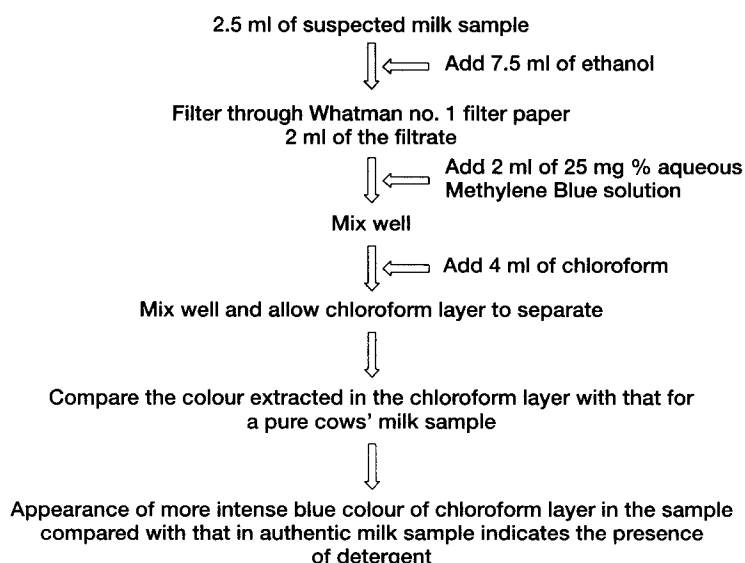 2.5 ml of suspected milk sample
Add 7.5 ml of ethanol
Filter through Whatman no. 1 filter paper
2 ml of the filtrate
Add 2 ml of 25 mg % aqueous
Methylene Blue solution
Mix well
Add 4 ml of chloroform
Mix well and allow chloroform layer to separate
Compare the colour extracted in the chloroform layer with that for
a pure cows' milk sample
Appearance of more intense blue colour of chloroform layer in the sample
compared with that in authentic milk sample indicates the presence
of detergent